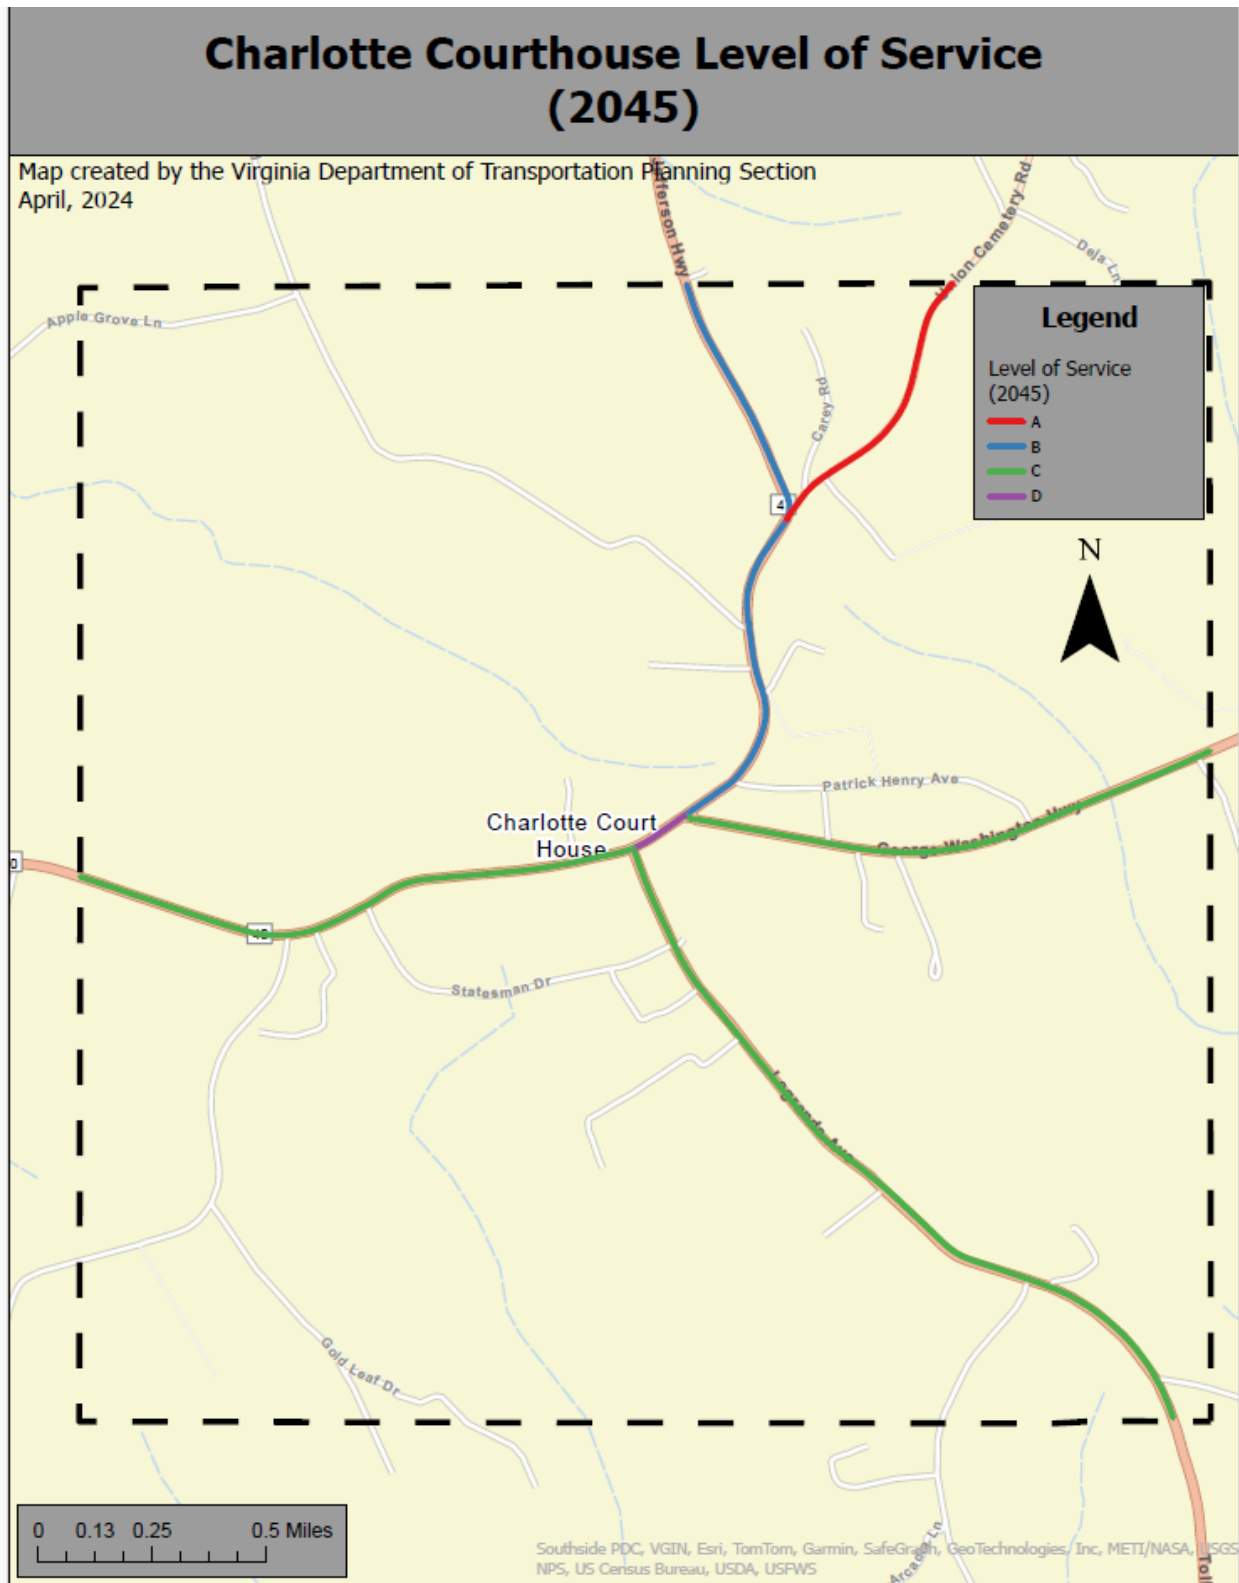 Charlotte Courthouse Level of Service
(2045)
Map created by the Virginia Department of Transportation Planning Section
April, 2024
Jefferson Hwy
Union Cemetery Rd
Deja Ln
Apple Grove Ln
Legend
Level of Service
(2045)
A
B
C
D
Carey Rd
4
N
Patrick Henry Ave
George Washington Hwy
Charlotte Court
House
0
40
Statesman Dr
Legrande Ave
Gold Leaf Dr
0 0.13 0.25 0.5 Miles
Arcadia Ln
Southside PDC, VGIN, Esri, TomTom, Garmin, SafeGraph, GeoTechnologies, Inc, METI/NASA, USGS
NPS, US Census Bureau, USDA, USFWS
Toll